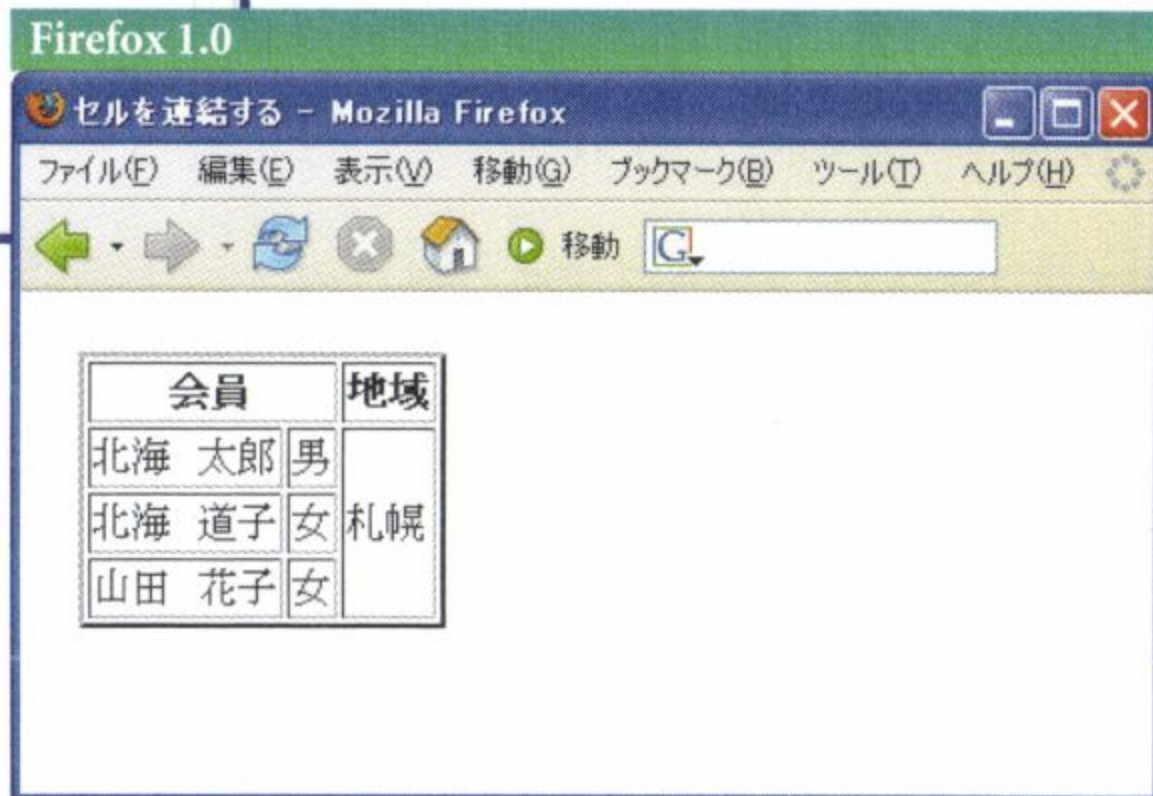 Firefox 1.0
セルを連結する - Mozilla Firefox
ファイル(F) 編集(E) 表示(V) 移動(G) ブックマーク(B) ツール(T) ヘルプ(H)
移動 G
会員 地域
北海 太郎 男
北海 道子 女 札幌
山田 花子 女